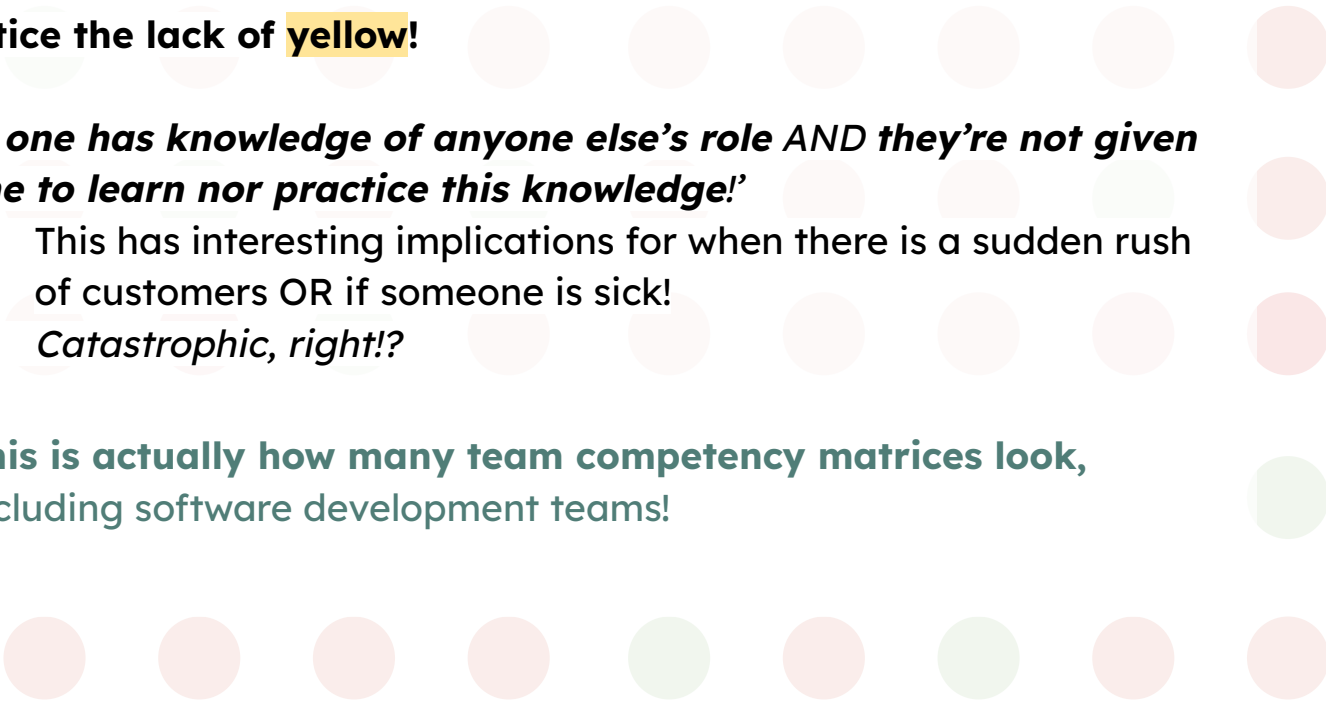 tice the lack of yellow!
one has knowledge of anyone else's role AND they're not given
e to learn nor practice this knowledge!'
This has interesting implications for when there is a sudden rush
of customers OR if someone is sick!
Catastrophic, right!?
his is actually how many team competency matrices look,
cluding software development teams!